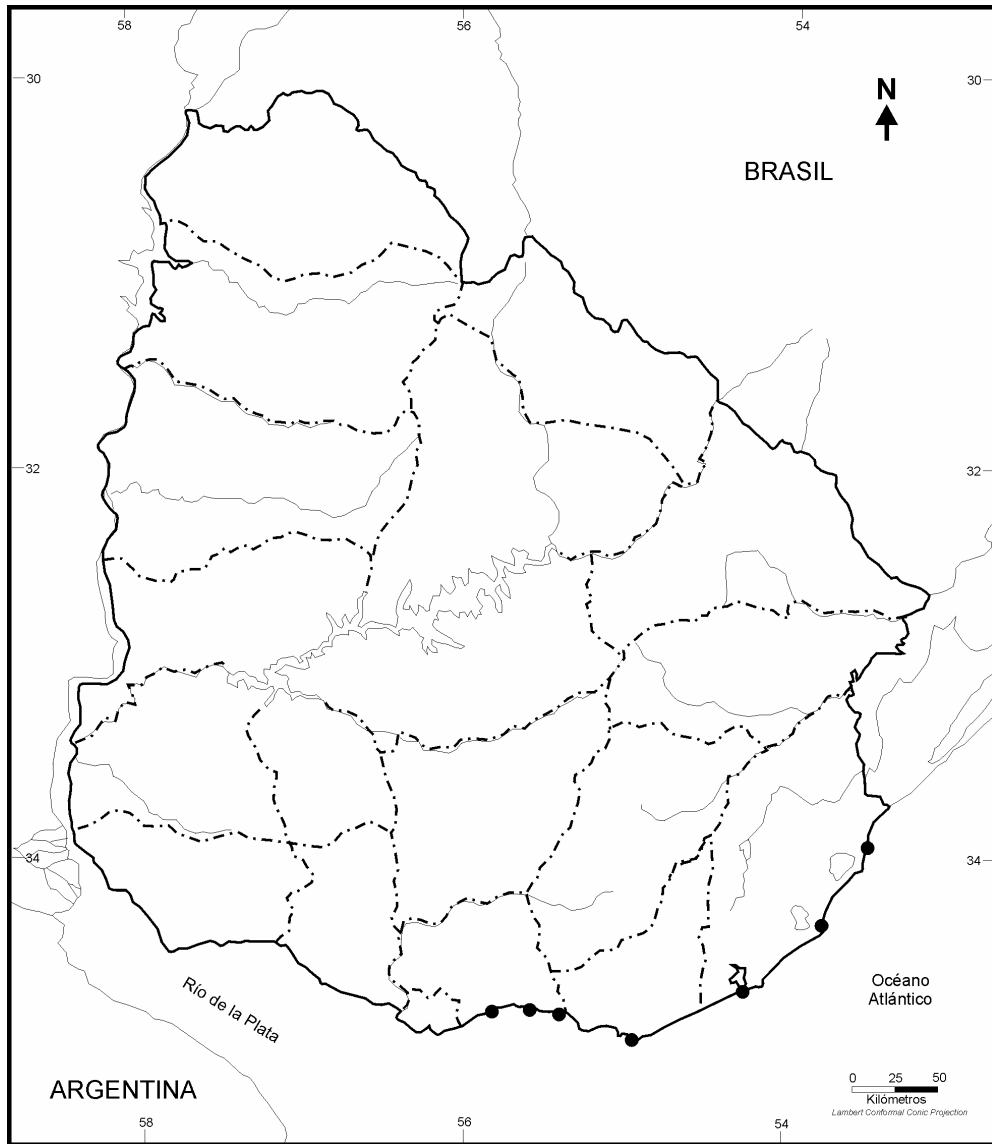 58
56
54
30
30
N
BRASIL
32
32
34
34
Océano
Atlántico
Río de la Plata
ARGENTINA
0 25 50
Kilómetros
Lambert Conformal Conic Projection
58
56
54